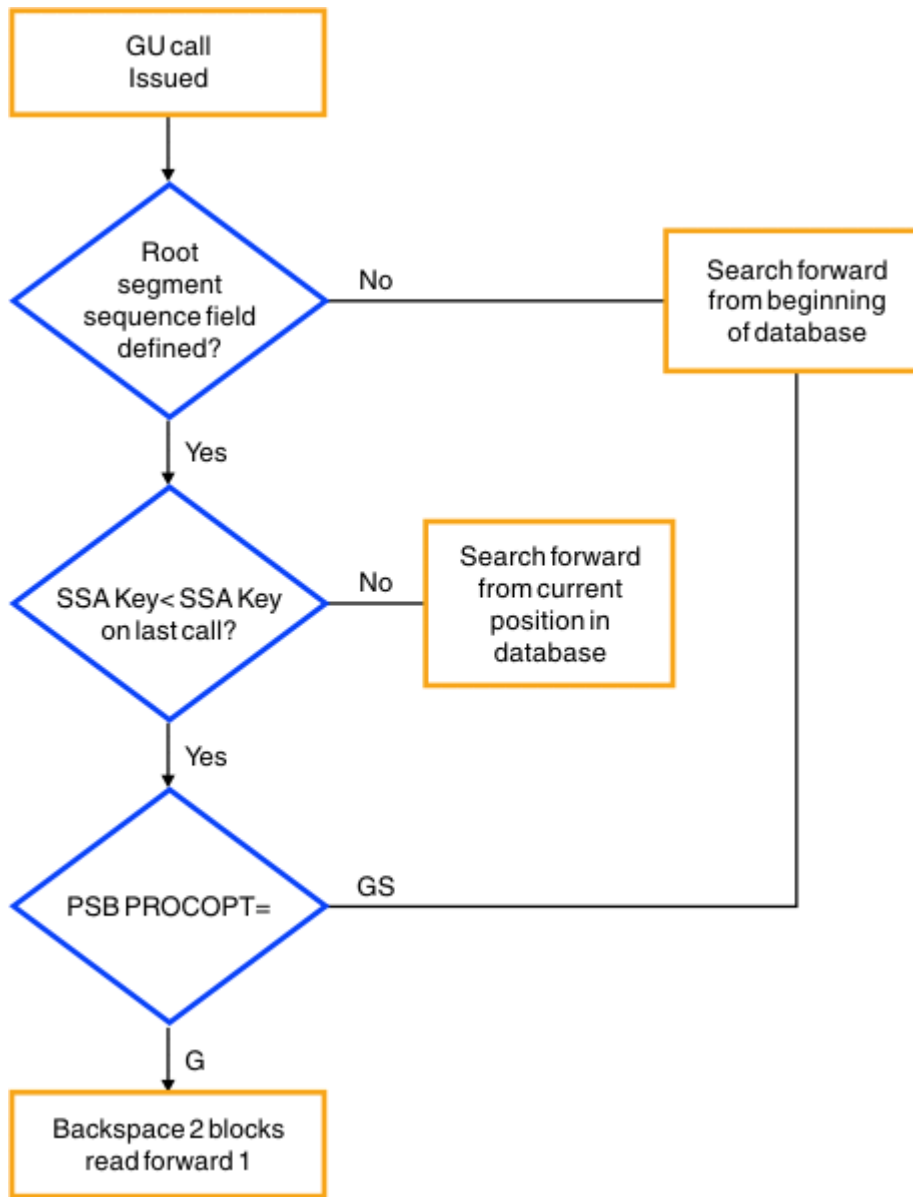 GU call
Issued
Root
segment
sequence field
defined?
No
Search forward
from beginning
of database
Yes
SSA Key< SSA Key
on last call?
No
Search forward
from current
position in
database
Yes
PSB PROCOPT=
GS
G
Backspace 2 blocks
read forward 1